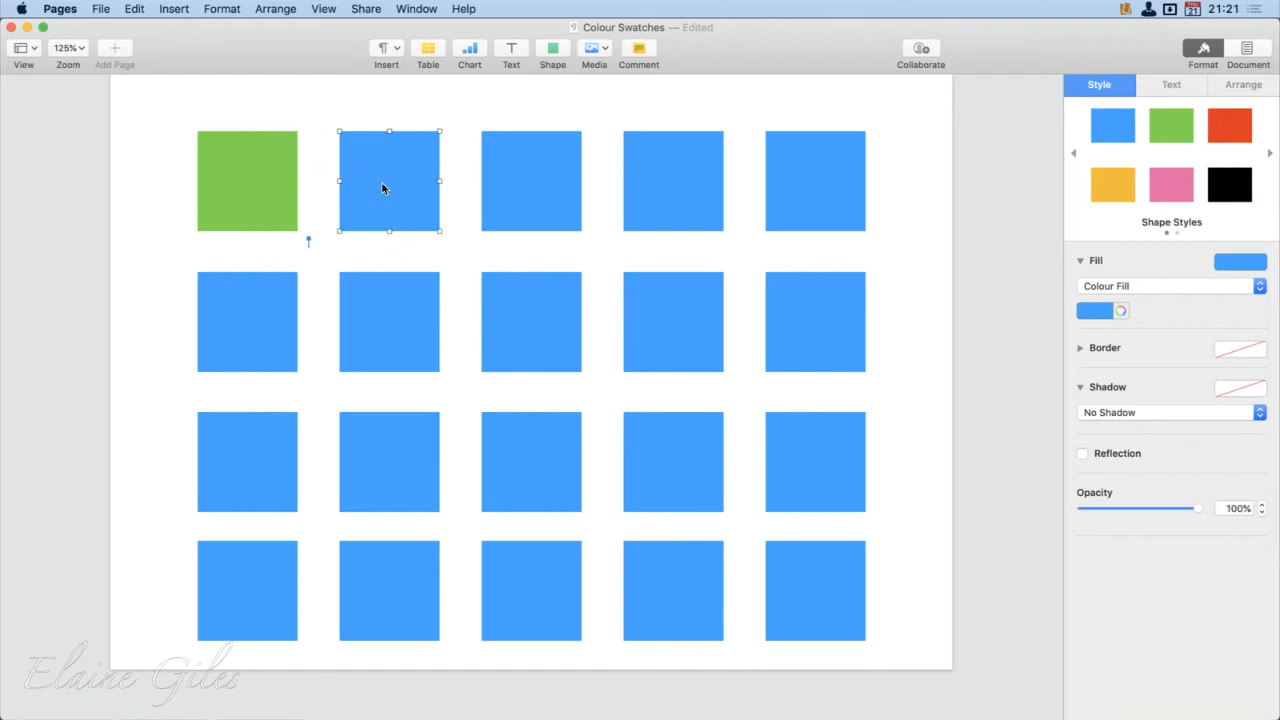 Pages File Edit Insert Format Arrange View Share Window Help THU 21 21:21
Colour Swatches — Edited
125%
View Zoom Add Page Insert Table Chart Text Shape Media Comment Collaborate Format Document
Style Text Arrange
Shape Styles
Fill
Colour Fill
Border
Shadow
No Shadow
Reflection
Opacity
100%
Elaine Giles